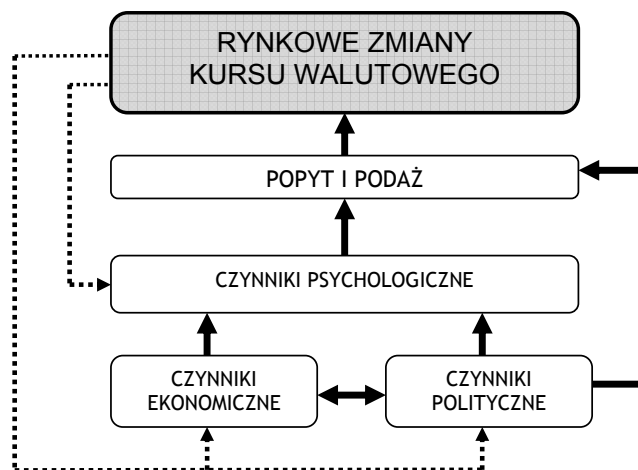 RYNKOWE ZMIANY
KURSU WALUTOWEGO
POPYT I PODAŻ
CZYNNIKI PSYCHOLOGICZNE
CZYNNIKI
EKONOMICZNE
CZYNNIKI
POLITYCZNE